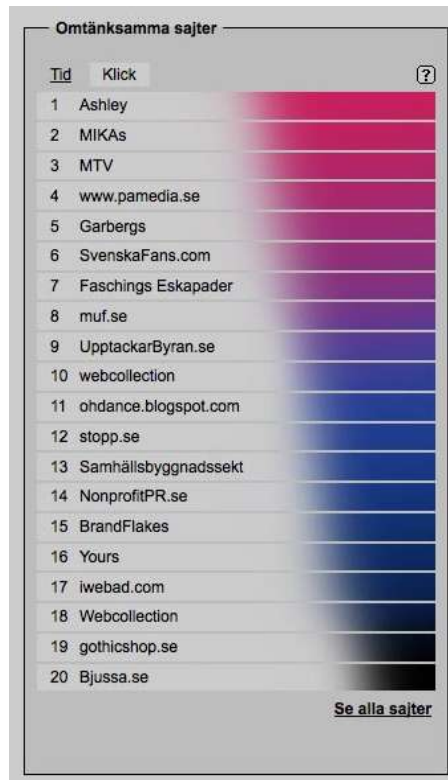 Omtänksamma sajter
Tid Klick ?
1 Ashley
2 MIKAs
3 MTV
4 www.pamedia.se
5 Garbergs
6 SvenskaFans.com
7 Faschings Eskapader
8 muf.se
9 UpptackarByran.se
10 webcollection
11 ohdance.blogspot.com
12 stopp.se
13 Samhällsbyggnadssekt
14 NonprofitPR.se
15 BrandFlakes
16 Yours
17 iwebad.com
18 Webcollection
19 gothicshop.se
20 Bjussa.se
Se alla sajter